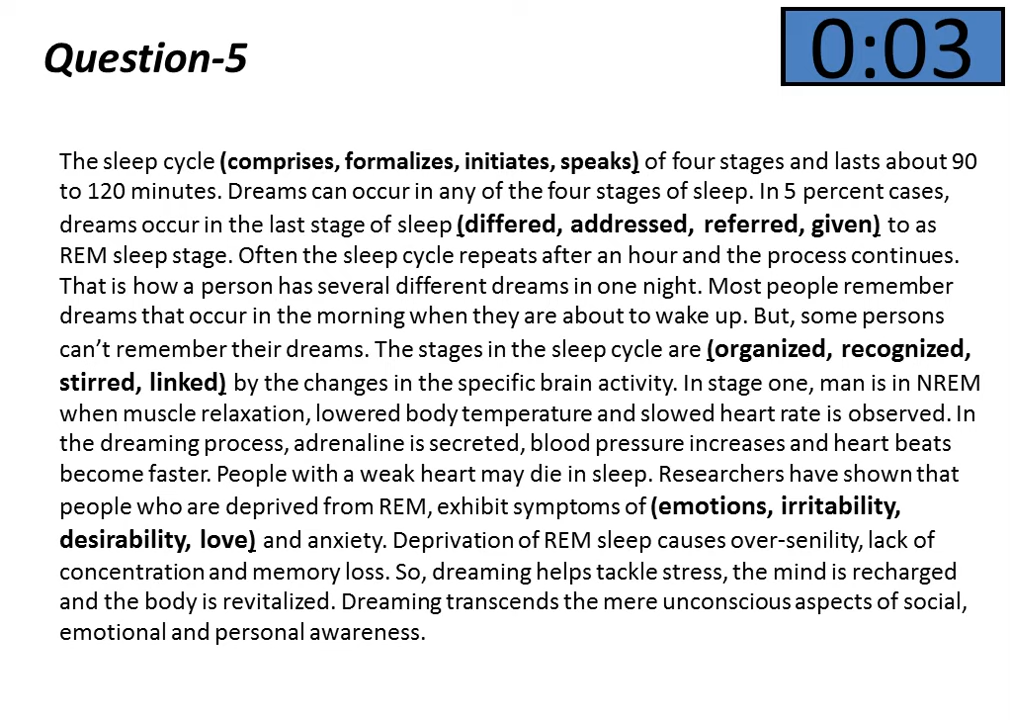 Question-5
0:03
The sleep cycle (comprises, formalizes, initiates, speaks) of four stages and lasts about 90
to 120 minutes. Dreams can occur in any of the four stages of sleep. In 5 percent cases,
dreams occur in the last stage of sleep (differed, addressed, referred, given) to as
REM sleep stage. Often the sleep cycle repeats after an hour and the process continues.
That is how a person has several different dreams in one night. Most people remember
dreams that occur in the morning when they are about to wake up. But, some persons
can't remember their dreams. The stages in the sleep cycle are (organized, recognized,
stirred, linked) by the changes in the specific brain activity. In stage one, man is in NREM
when muscle relaxation, lowered body temperature and slowed heart rate is observed. In
the dreaming process, adrenaline is secreted, blood pressure increases and heart beats
become faster. People with a weak heart may die in sleep. Researchers have shown that
people who are deprived from REM, exhibit symptoms of (emotions, irritability,
desirability, love) and anxiety. Deprivation of REM sleep causes over-senility, lack of
concentration and memory loss. So, dreaming helps tackle stress, the mind is recharged
and the body is revitalized. Dreaming transcends the mere unconscious aspects of social,
emotional and personal awareness.